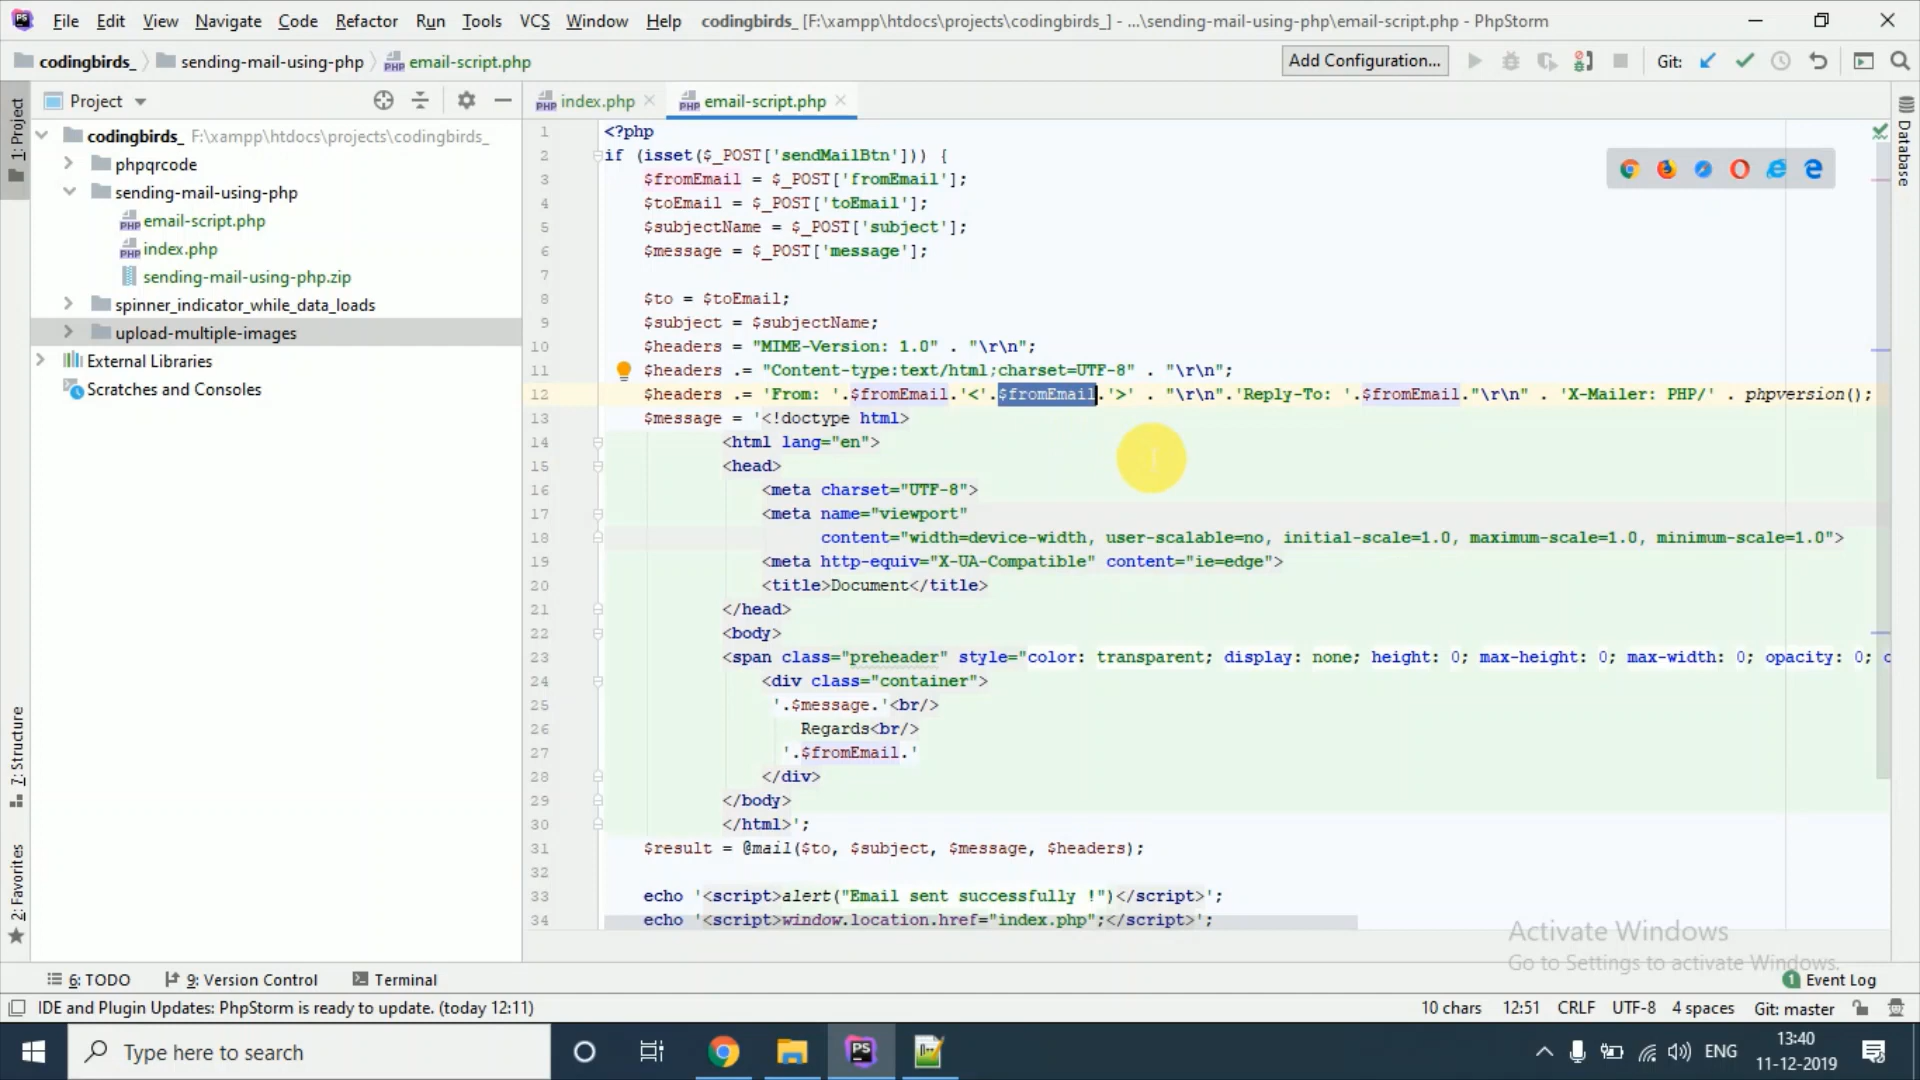 File Edit View Navigate Code Refactor Run Tools VCS Window Help codingbirds_ [F:\xampp\htdocs\projects\codingbirds_] - ...\sending-mail-using-php\email-script.php - PhpStorm
codingbirds_ sending-mail-using-php email-script.php Add Configuration... Git:
Project
index.php email-script.php
codingbirds_ F:\xampp\htdocs\projects\codingbirds_
phpqrcode
sending-mail-using-php
email-script.php
index.php
sending-mail-using-php.zip
spinner_indicator_while_data_loads
upload-multiple-images
External Libraries
Scratches and Consoles
1: Project
7: Structure
2: Favorites
Database
1 <?php
2 if (isset($_POST['sendMailBtn'])) {
3 $fromEmail = $_POST['fromEmail'];
4 $toEmail = $_POST['toEmail'];
5 $subjectName = $_POST['subject'];
6 $message = $_POST['message'];
7
8 $to = $toEmail;
9 $subject = $subjectName;
10 $headers = "MIME-Version: 1.0" . "\r\n";
11 $headers .= "Content-type:text/html;charset=UTF-8" . "\r\n";
12 $headers .= 'From: '.$fromEmail.'<'.$fromEmail.'>' . "\r\n".'Reply-To: '.$fromEmail."\r\n" . 'X-Mailer: PHP/' . phpversion();
13 $message = '<!doctype html>
14 <html lang="en">
15 <head>
16 <meta charset="UTF-8">
17 <meta name="viewport"
18 content="width=device-width, user-scalable=no, initial-scale=1.0, maximum-scale=1.0, minimum-scale=1.0">
19 <meta http-equiv="X-UA-Compatible" content="ie=edge">
20 <title>Document</title>
21 </head>
22 <body>
23 <span class="preheader" style="color: transparent; display: none; height: 0; max-height: 0; max-width: 0; opacity: 0;
24 <div class="container">
25 '.$message.'<br/>
26 Regards<br/>
27 '.$fromEmail.'
28 </div>
29 </body>
30 </html>';
31 $result = @mail($to, $subject, $message, $headers);
32
33 echo '<script>alert("Email sent successfully !")</script>';
34 echo '<script>window.location.href="index.php";</script>';
Activate Windows
Go to Settings to activate Windows.
6: TODO 9: Version Control Terminal 1 Event Log
IDE and Plugin Updates: PhpStorm is ready to update. (today 12:11) 10 chars 12:51 CRLF UTF-8 4 spaces Git: master
Type here to search ENG 13:40
11-12-2019